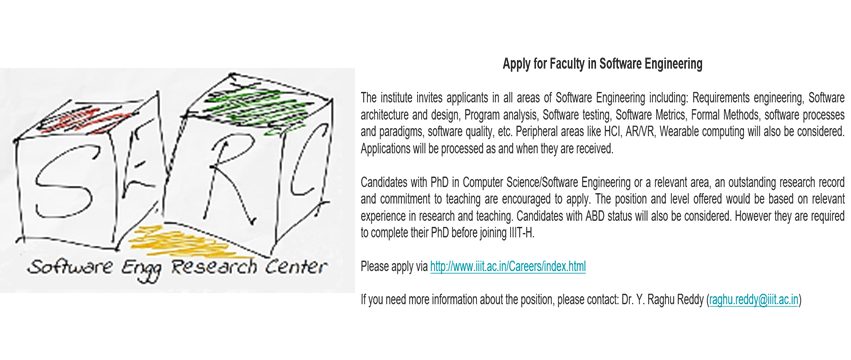 S E R C
Software Engg Research Center
Apply for Faculty in Software Engineering
The institute invites applicants in all areas of Software Engineering including: Requirements engineering, Software
architecture and design, Program analysis, Software testing, Software Metrics, Formal Methods, software processes
and paradigms, software quality, etc. Peripheral areas like HCI, AR/VR, Wearable computing will also be considered.
Applications will be processed as and when they are received.
Candidates with PhD in Computer Science/Software Engineering or a relevant area, an outstanding research record
and commitment to teaching are encouraged to apply. The position and level offered would be based on relevant
experience in research and teaching. Candidates with ABD status will also be considered. However they are required
to complete their PhD before joining IIIT-H.
Please apply via http://www.iiit.ac.in/Careers/index.html
If you need more information about the position, please contact: Dr. Y. Raghu Reddy (raghu.reddy@iiit.ac.in)